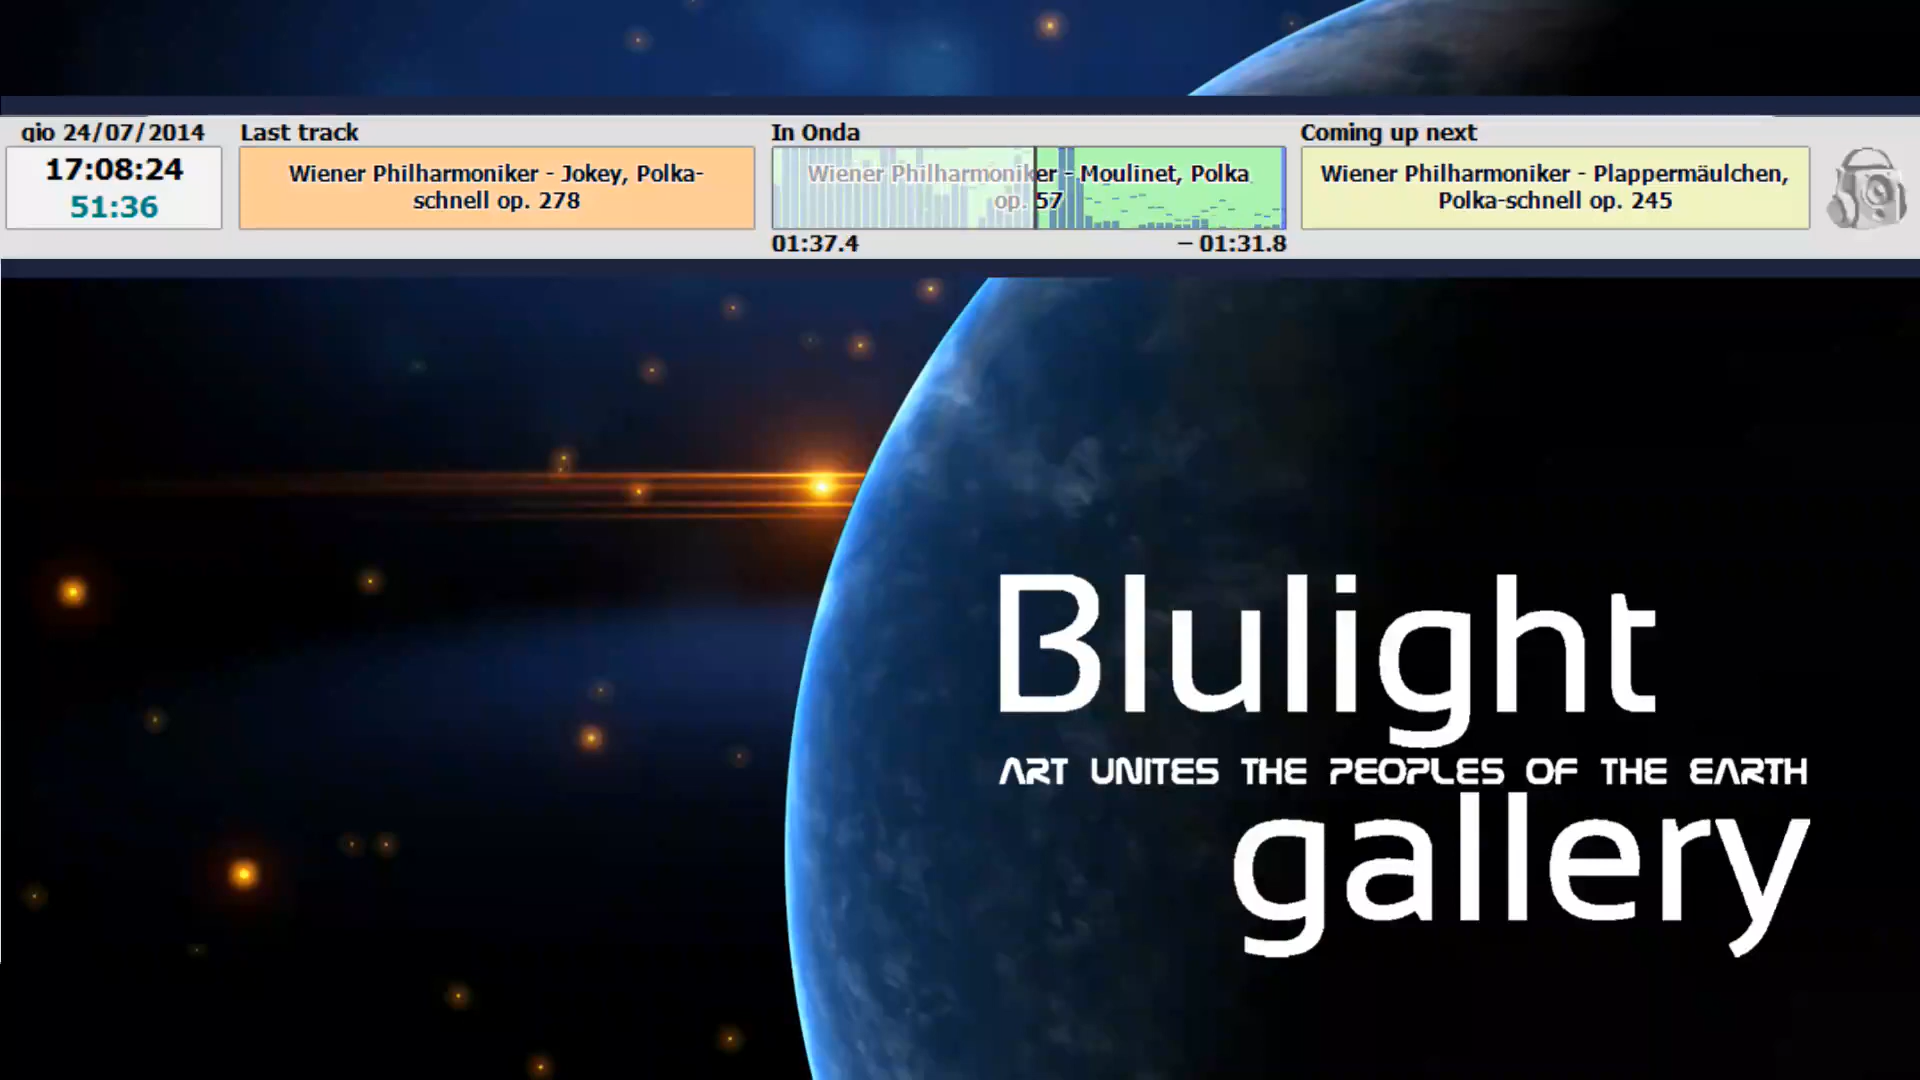 gio 24/07/2014
17:08:24
51:36
Last track
Wiener Philharmoniker - Jokey, Polka-
schnell op. 278
In Onda
Wiener Philharmoniker - Moulinet, Polka
op. 57
01:37.4
– 01:31.8
Coming up next
Wiener Philharmoniker - Plappermäulchen,
Polka-schnell op. 245
Blulight
ART UNITES THE PEOPLES OF THE EARTH
gallery